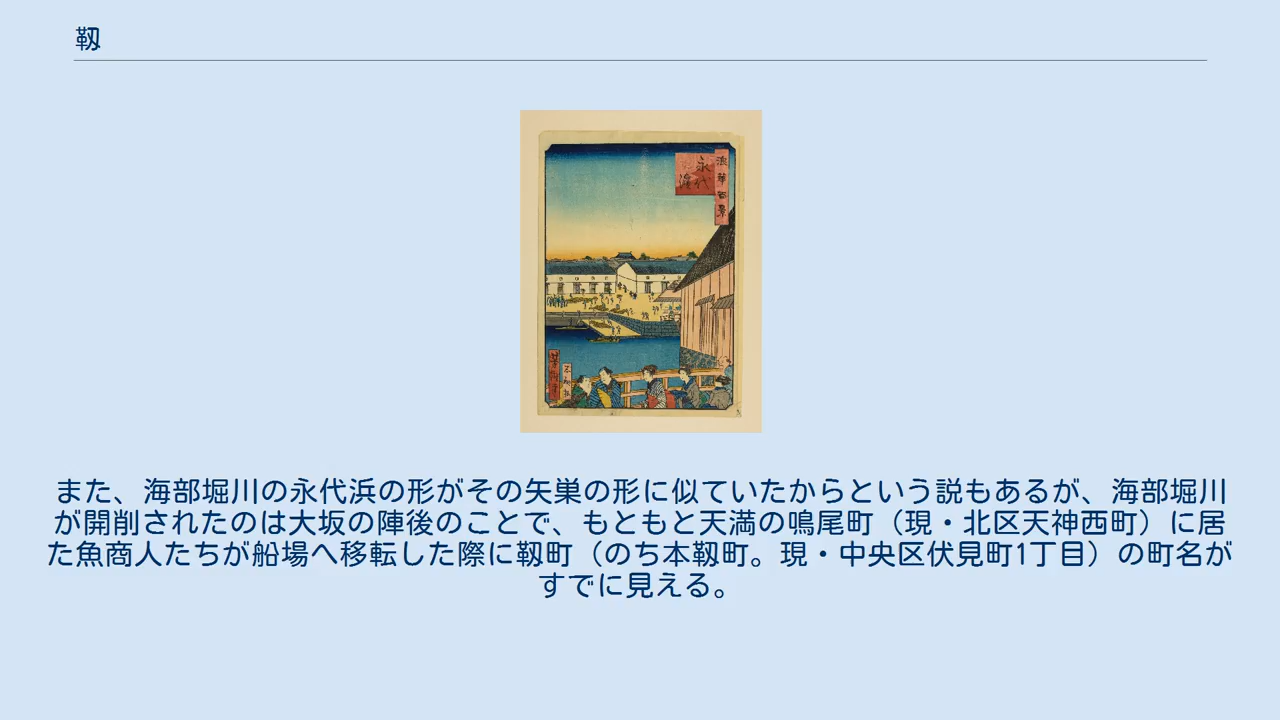 靱
浪華百景
永代
濱
また、海部堀川の永代浜の形がその矢巣の形に似ていたからという説もあるが、海部堀川
が開削されたのは大坂の陣後のことで、もともと天満の鳴尾町（現・北区天神西町）に居
た魚商人たちが船場へ移転した際に靱町（のち本靱町。現・中央区伏見町1丁目）の町名が
すでに見える。